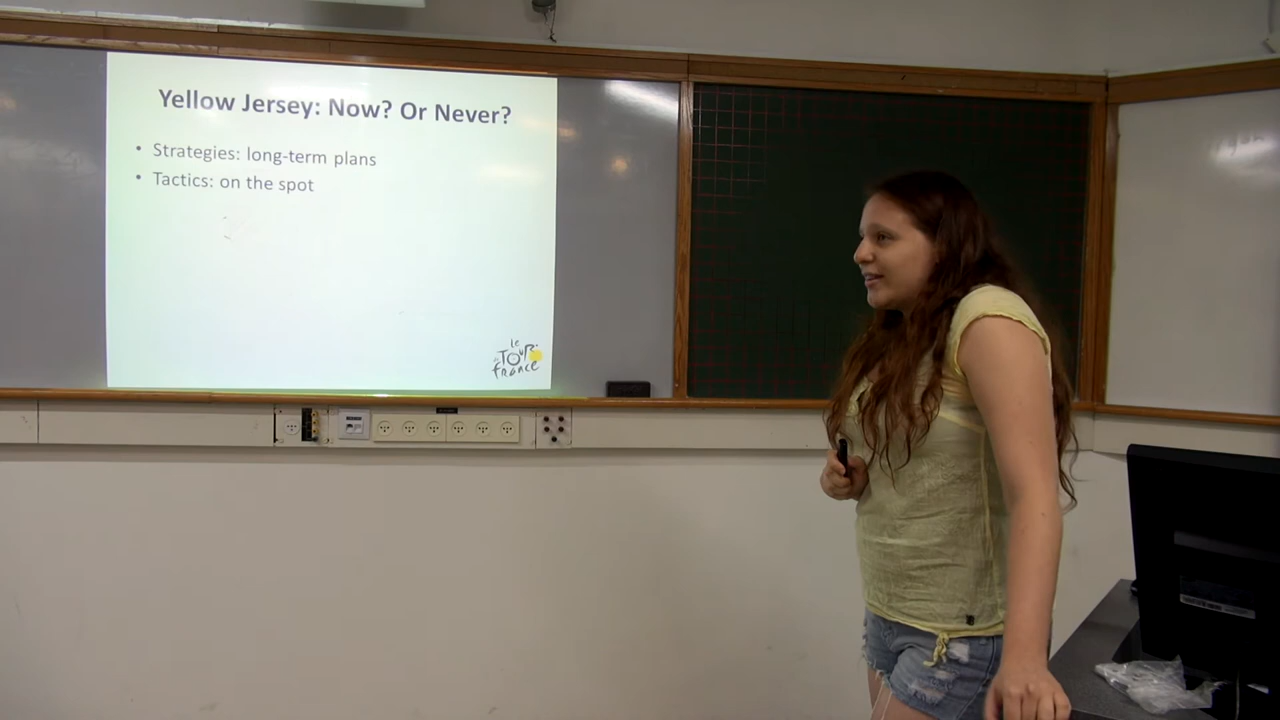 Yellow Jersey: Now? Or Never?
• Strategies: long-term plans
• Tactics: on the spot
le
TOUR
de
france